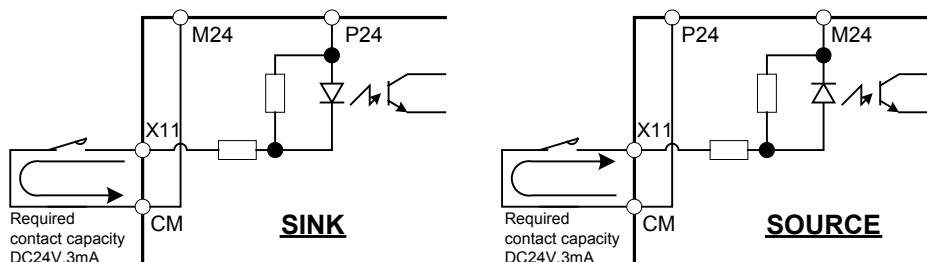 M24
P24
X11
CM
Required
contact capacity
DC24V,3mA
SINK
P24
M24
X11
CM
Required
contact capacity
DC24V,3mA
SOURCE